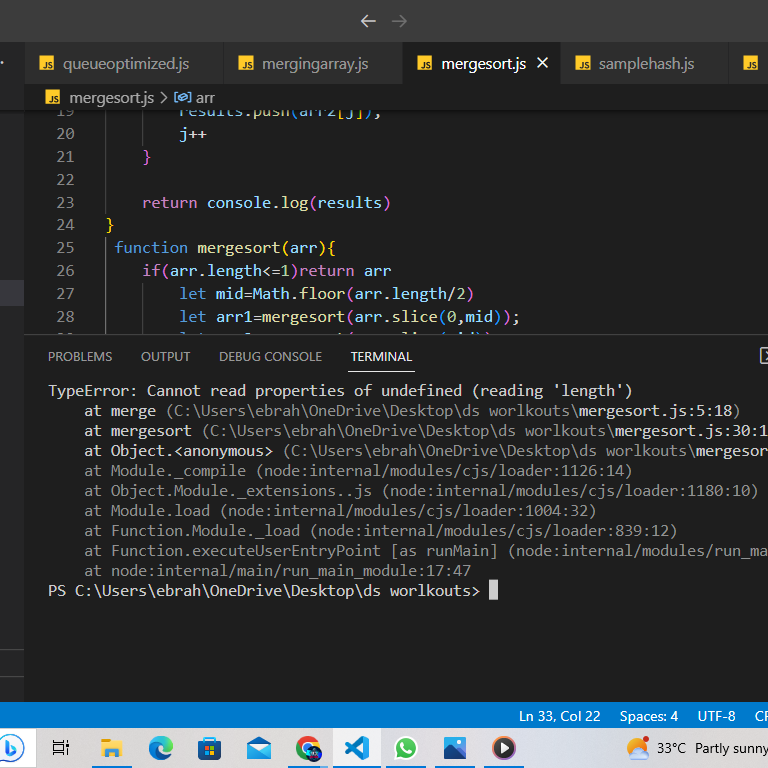 JS queueoptimized.js JS mergingarray.js JS mergesort.js × JS samplehash.js JS
JS mergesort.js > arr
19 results.push(arr2[j]);
20 j++
21 }
22
23 return console.log(results)
24 }
25 function mergesort(arr){
26 if(arr.length<=1)return arr
27 let mid=Math.floor(arr.length/2)
28 let arr1=mergesort(arr.slice(0,mid));
PROBLEMS OUTPUT DEBUG CONSOLE TERMINAL
TypeError: Cannot read properties of undefined (reading 'length')
at merge (C:\Users\ebrah\OneDrive\Desktop\ds worlkouts\mergesort.js:5:18)
at mergesort (C:\Users\ebrah\OneDrive\Desktop\ds worlkouts\mergesort.js:30:1
at Object.<anonymous> (C:\Users\ebrah\OneDrive\Desktop\ds worlkouts\mergesor
at Module._compile (node:internal/modules/cjs/loader:1126:14)
at Object.Module._extensions..js (node:internal/modules/cjs/loader:1180:10)
at Module.load (node:internal/modules/cjs/loader:1004:32)
at Function.Module._load (node:internal/modules/cjs/loader:839:12)
at Function.executeUserEntryPoint [as runMain] (node:internal/modules/run_ma
at node:internal/main/run_main_module:17:47
PS C:\Users\ebrah\OneDrive\Desktop\ds worlkouts>
Ln 33, Col 22 Spaces: 4 UTF-8 CR
33°C Partly sunny